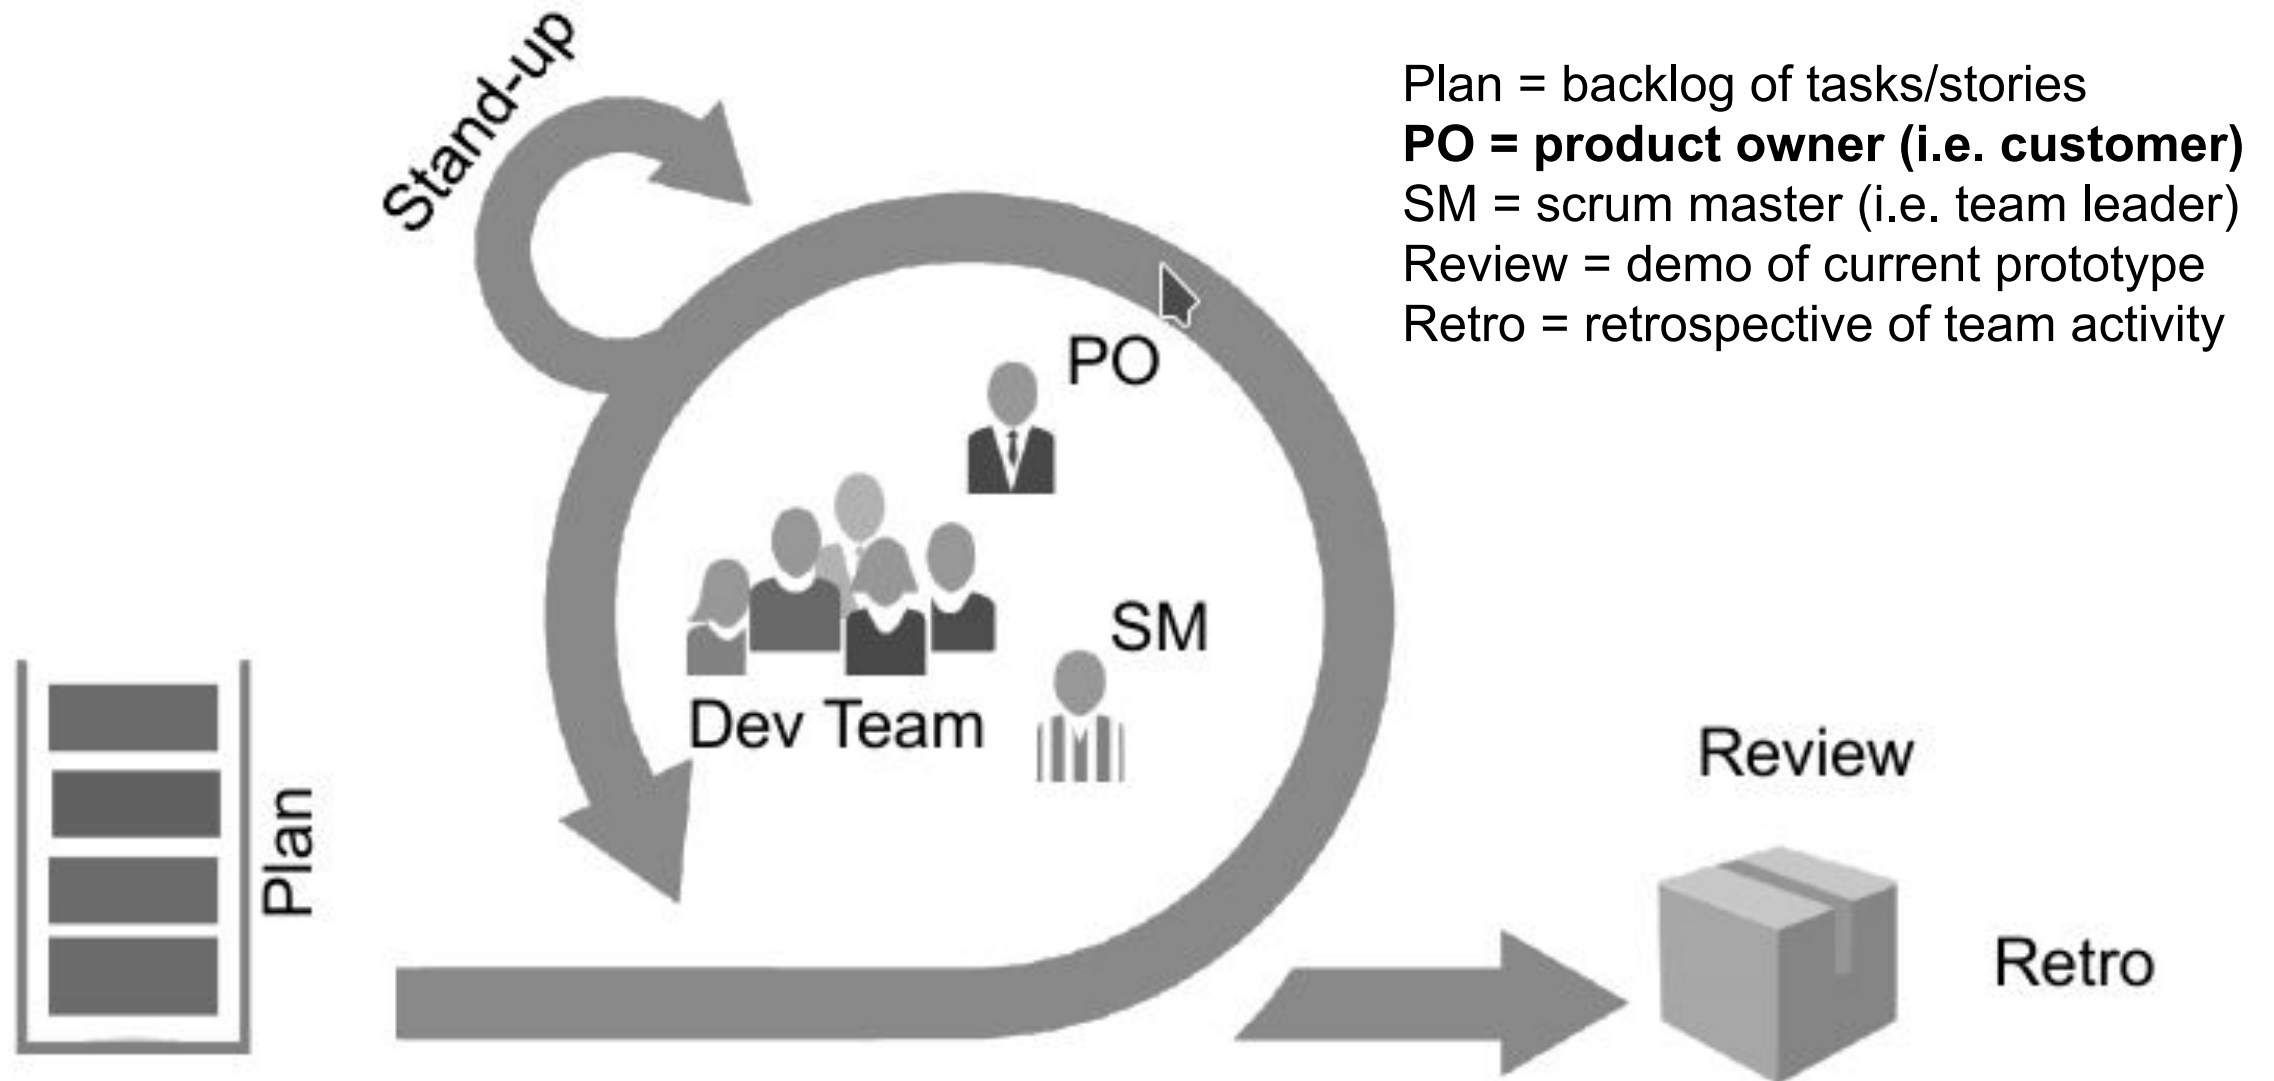 Stand-up
Plan = backlog of tasks/stories
PO = product owner (i.e. customer)
SM = scrum master (i.e. team leader)
Review = demo of current prototype
Retro = retrospective of team activity
PO
SM
Dev Team
Plan
Review
Retro